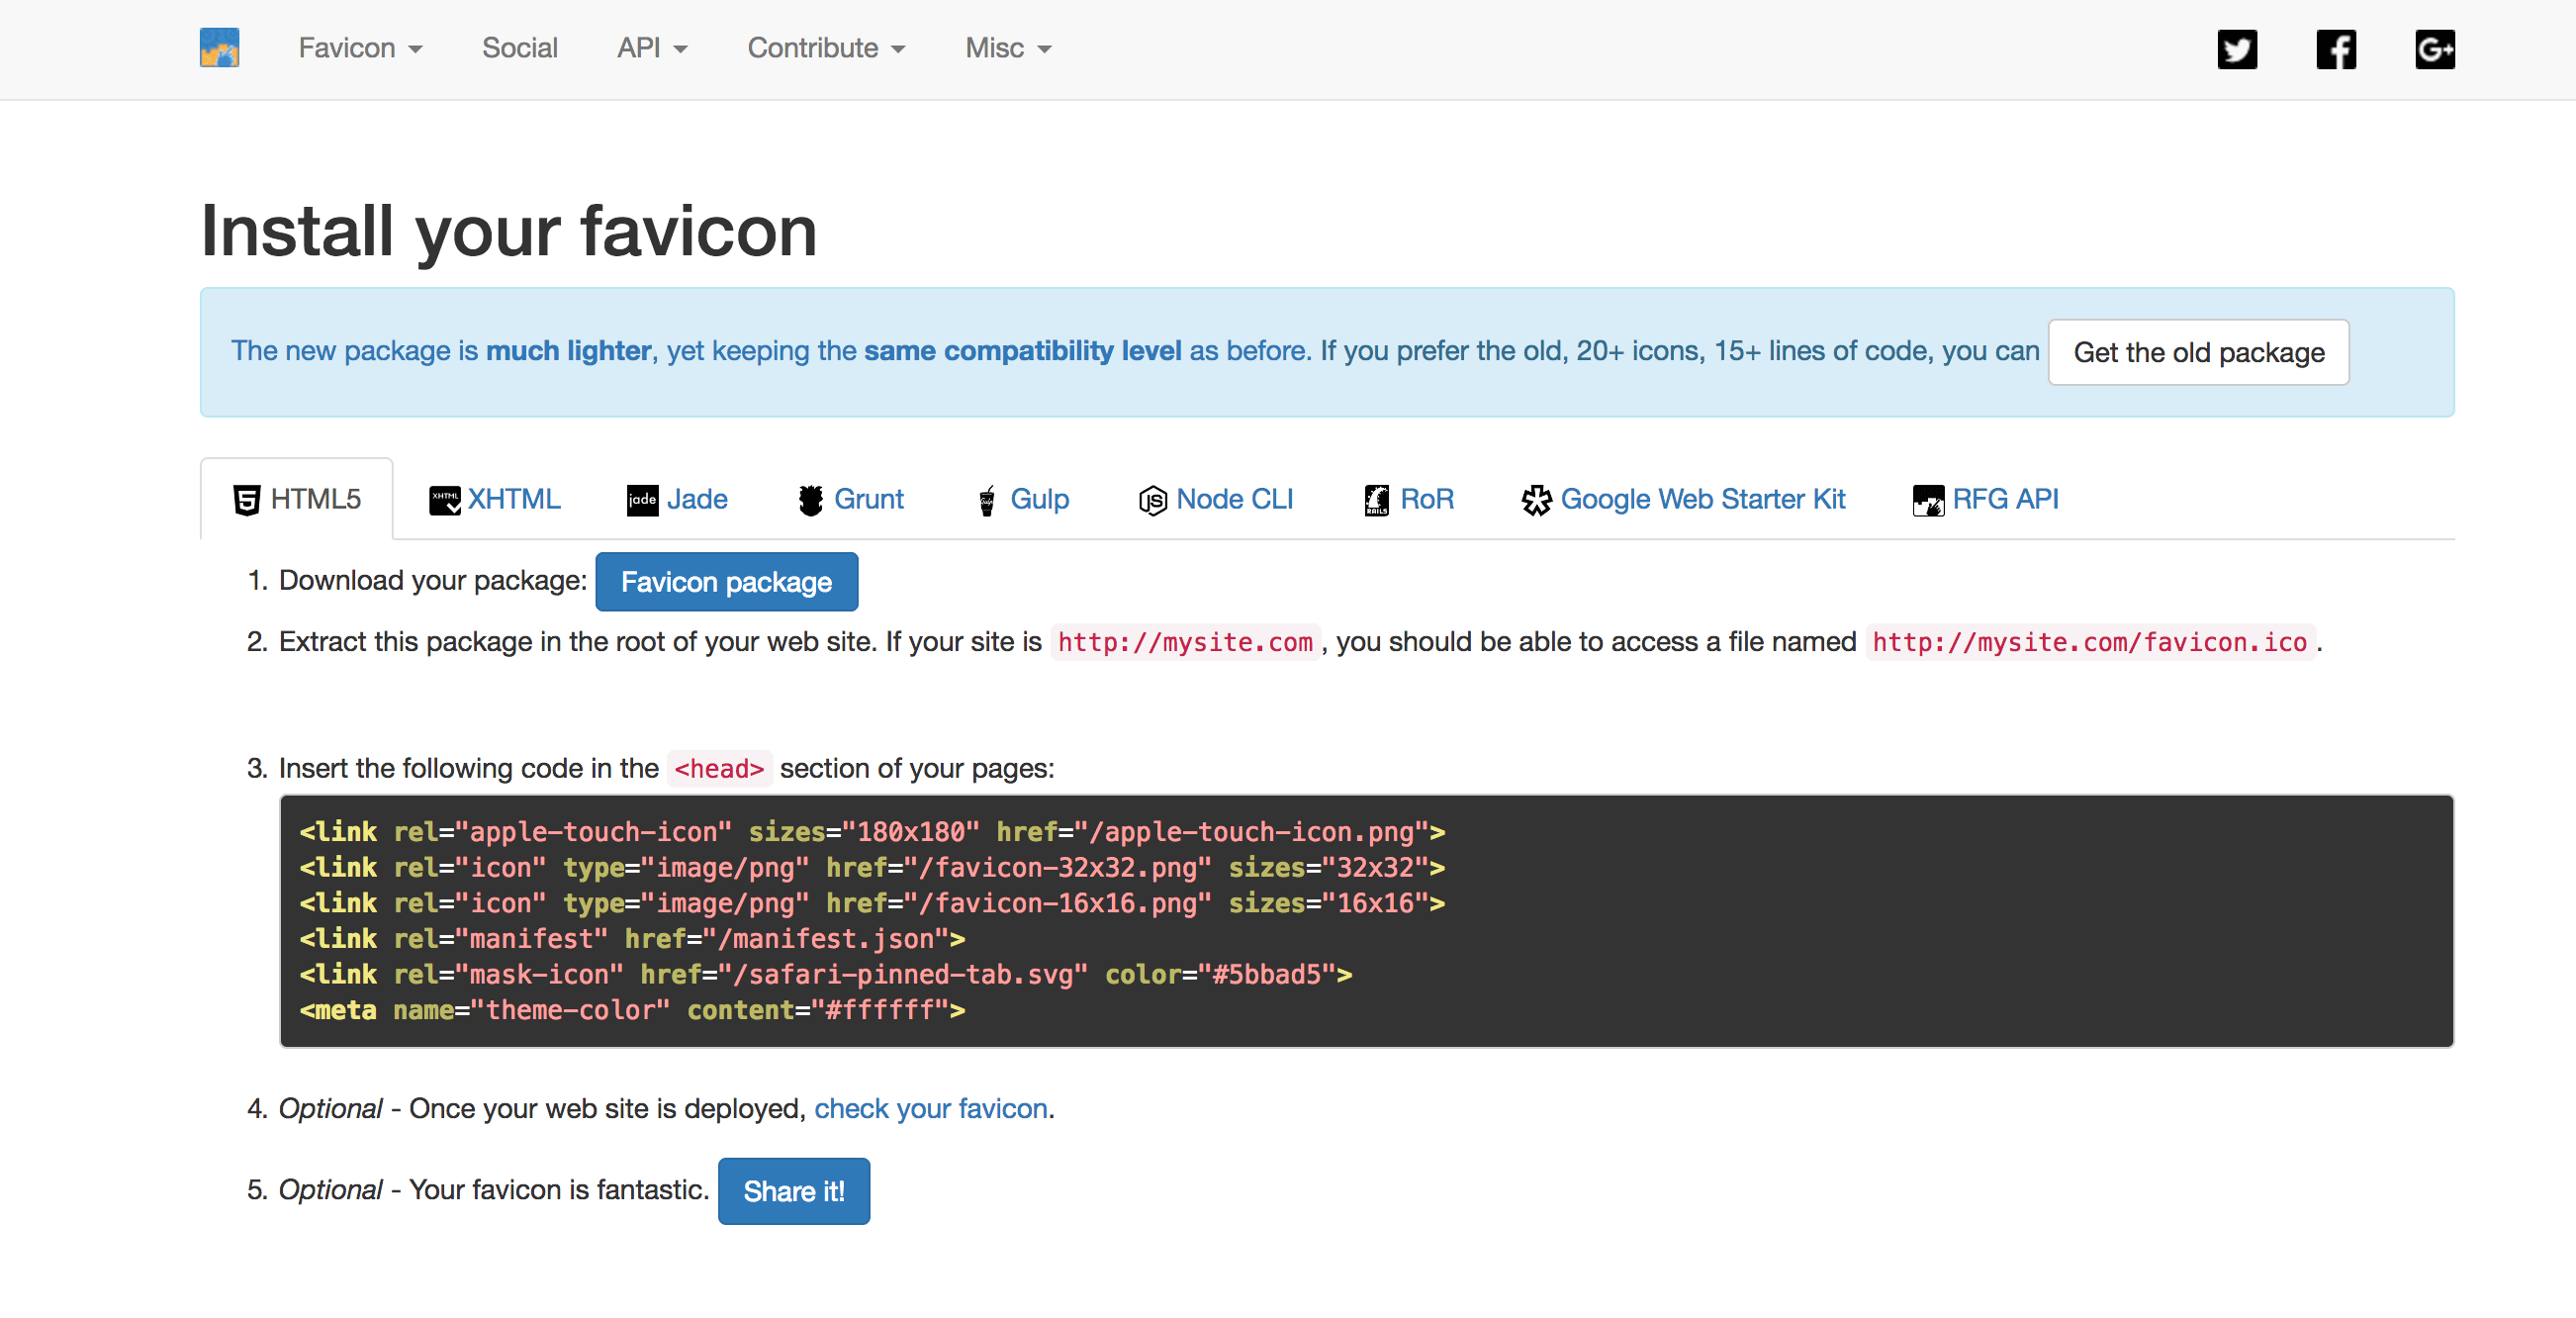 Favicon Social API Contribute Misc
Install your favicon
The new package is much lighter, yet keeping the same compatibility level as before. If you prefer the old, 20+ icons, 15+ lines of code, you can Get the old package
HTML5 XHTML Jade Grunt Gulp Node CLI RoR Google Web Starter Kit RFG API
1. Download your package: Favicon package
2. Extract this package in the root of your web site. If your site is http://mysite.com, you should be able to access a file named http://mysite.com/favicon.ico.
3. Insert the following code in the <head> section of your pages:
<link rel="apple-touch-icon" sizes="180x180" href="/apple-touch-icon.png">
<link rel="icon" type="image/png" href="/favicon-32x32.png" sizes="32x32">
<link rel="icon" type="image/png" href="/favicon-16x16.png" sizes="16x16">
<link rel="manifest" href="/manifest.json">
<link rel="mask-icon" href="/safari-pinned-tab.svg" color="#5bbad5">
<meta name="theme-color" content="#ffffff">
4. Optional - Once your web site is deployed, check your favicon.
5. Optional - Your favicon is fantastic. Share it!